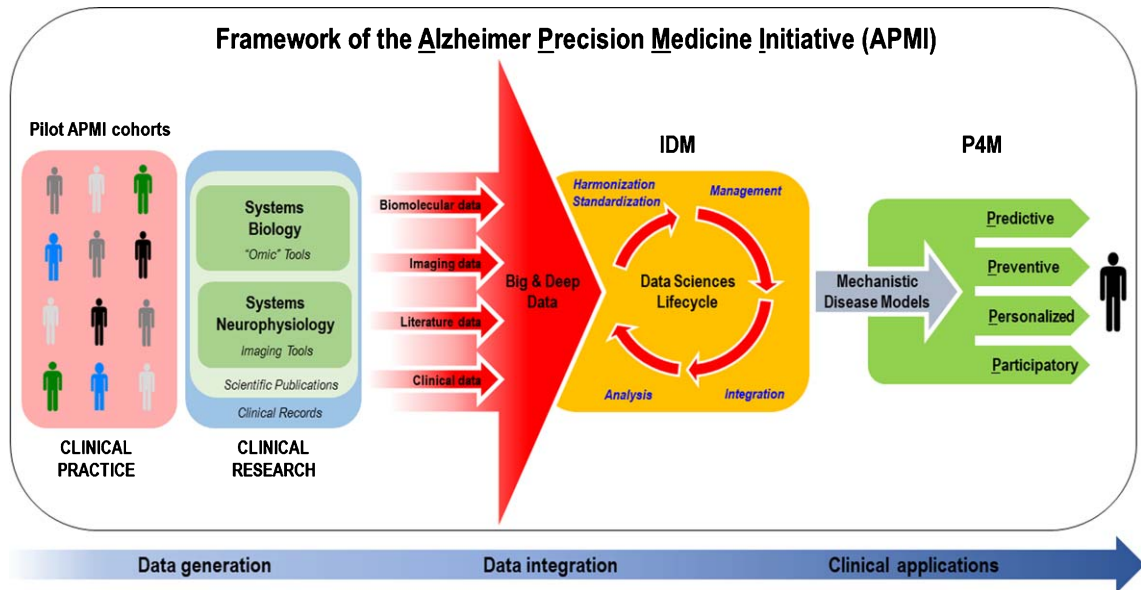 Framework of the Alzheimer Precision Medicine Initiative (APMI)
Pilot APMI cohorts
CLINICAL
PRACTICE
Systems
Biology
"Omic" Tools
Systems
Neurophysiology
Imaging Tools
Scientific Publications
Clinical Records
CLINICAL
RESEARCH
Biomolecular data
Imaging data
Literature data
Clinical data
Big & Deep
Data
IDM
Harmonization
Standardization
Management
Data Sciences
Lifecycle
Analysis
Integration
Mechanistic
Disease Models
P4M
Predictive
Preventive
Personalized
Participatory
Data generation
Data integration
Clinical applications